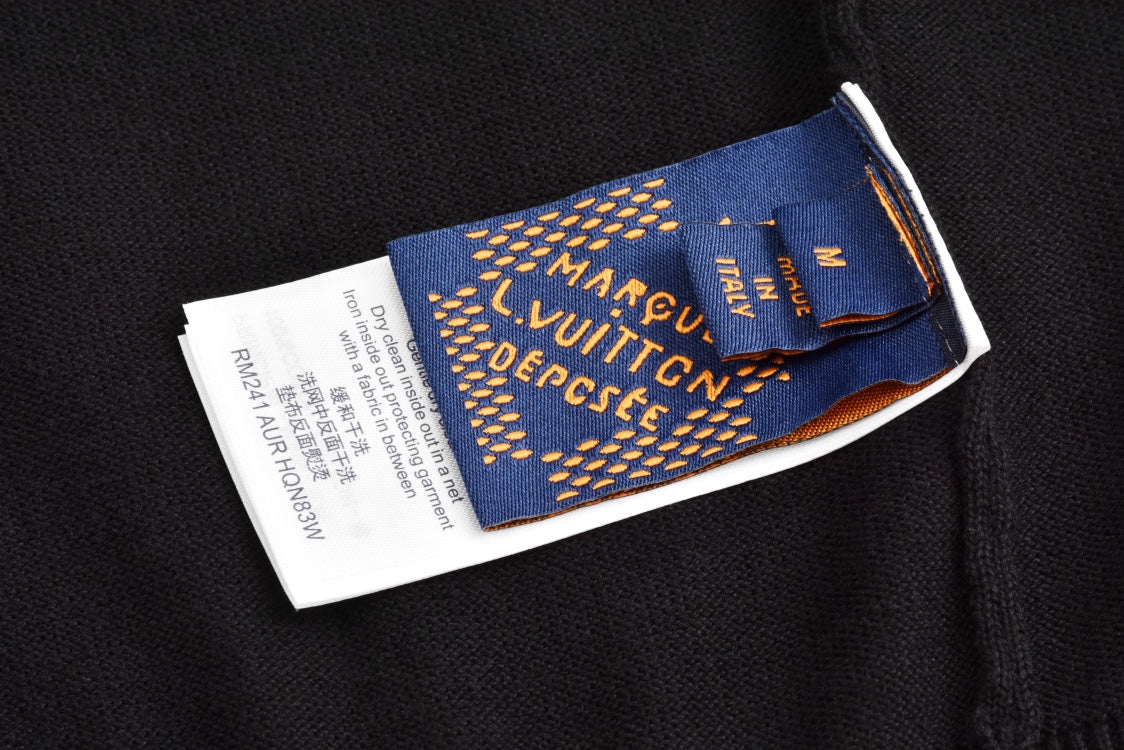 MARQUE
L.VUITTON
DÉPOSÉE
MADE
IN
ITALY
M
Gentle dry
Dry clean inside out in a net
Iron inside out protecting garment
with a fabric in between
缓和干洗
洗网中反面干洗
垫布反面熨烫
RM241 AUR HQN83W